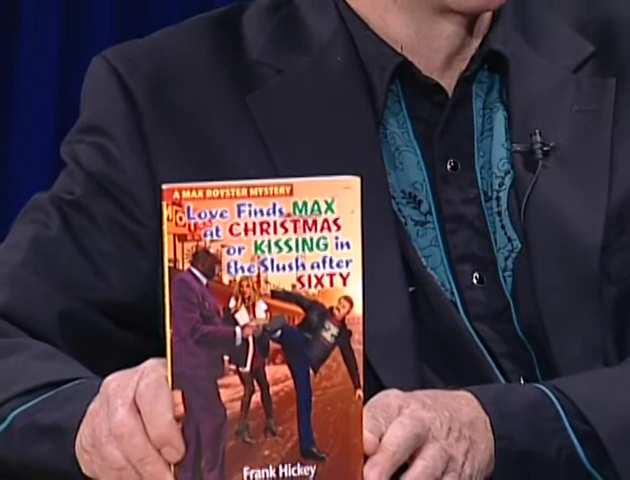 A MAX ROYSTER MYSTERY
Love Finds MAX
at CHRISTMAS
or KISSING in
the Slush after
SIXTY
Frank Hickey